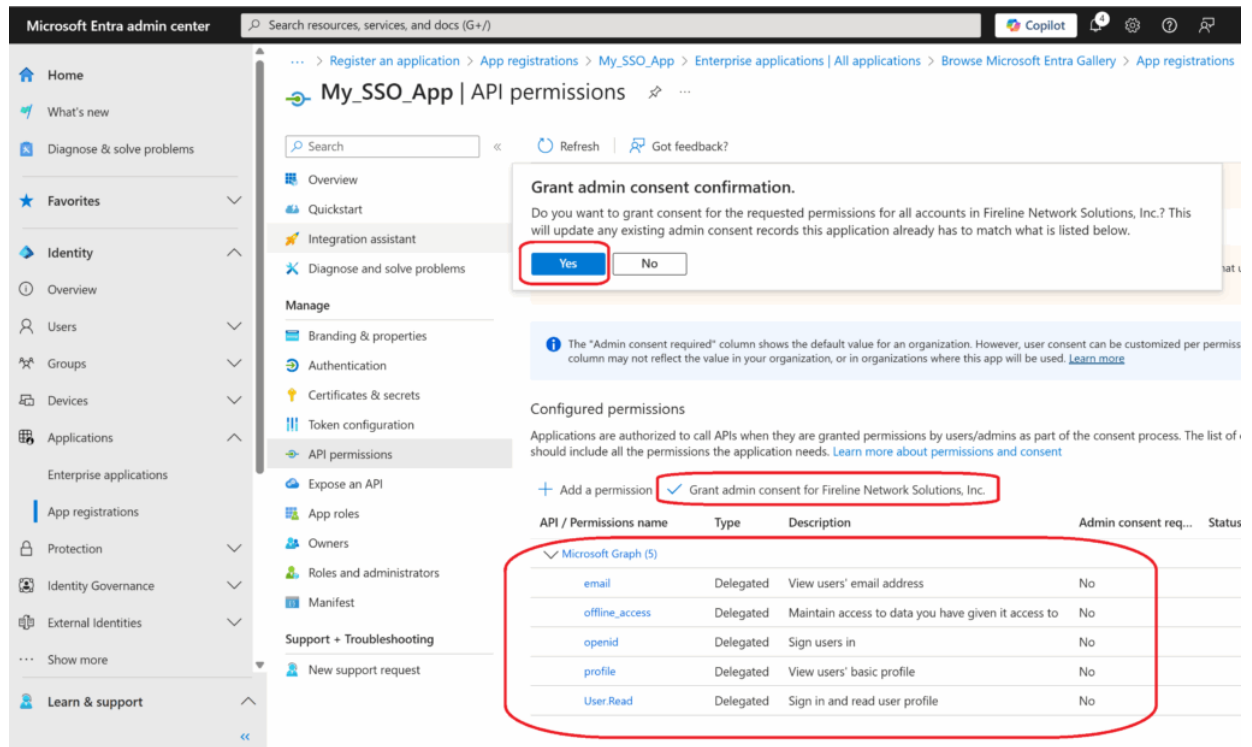 Microsoft Entra admin center
Search resources, services, and docs (G+/)
Copilot
4
Home
What's new
Diagnose & solve problems
Favorites
Identity
Overview
Users
Groups
Devices
Applications
Enterprise applications
App registrations
Protection
Identity Governance
External Identities
Show more
Learn & support
··· > Register an application > App registrations > My_SSO_App > Enterprise applications | All applications > Browse Microsoft Entra Gallery > App registrations
My_SSO_App | API permissions
Search
Overview
Quickstart
Integration assistant
Diagnose and solve problems
Manage
Branding & properties
Authentication
Certificates & secrets
Token configuration
API permissions
Expose an API
App roles
Owners
Roles and administrators
Manifest
Support + Troubleshooting
New support request
Refresh
Got feedback?
Grant admin consent confirmation.
Do you want to grant consent for the requested permissions for all accounts in Fireline Network Solutions, Inc.? This
will update any existing admin consent records this application already has to match what is listed below.
Yes
No
The "Admin consent required" column shows the default value for an organization. However, user consent can be customized per permiss
column may not reflect the value in your organization, or in organizations where this app will be used. Learn more
Configured permissions
Applications are authorized to call APIs when they are granted permissions by users/admins as part of the consent process. The list of
should include all the permissions the application needs. Learn more about permissions and consent
Add a permission
Grant admin consent for Fireline Network Solutions, Inc.
API / Permissions name Type Description Admin consent req... Status
Microsoft Graph (5)
email Delegated View users' email address No
offline_access Delegated Maintain access to data you have given it access to No
openid Delegated Sign users in No
profile Delegated View users' basic profile No
User.Read Delegated Sign in and read user profile No